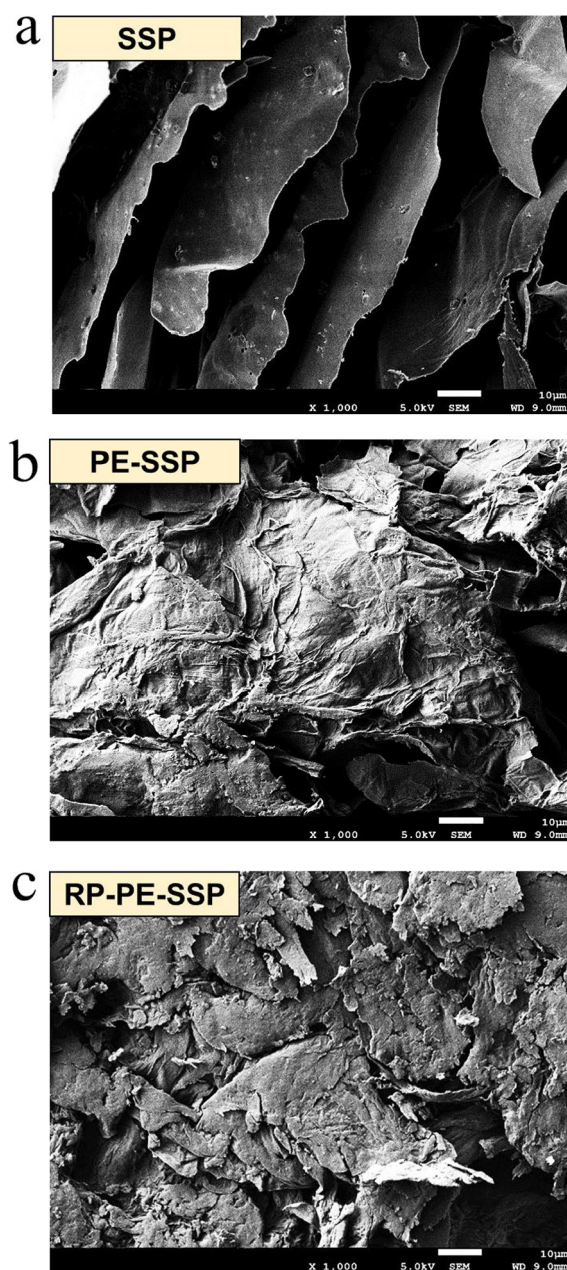 a
SSP
10μm
X 1,000 5.0kV SEM WD 9.0mm
b
PE-SSP
10μm
X 1,000 5.0kV SEM WD 9.0mm
c
RP-PE-SSP
10μm
X 1,000 5.0kV SEM WD 9.0mm